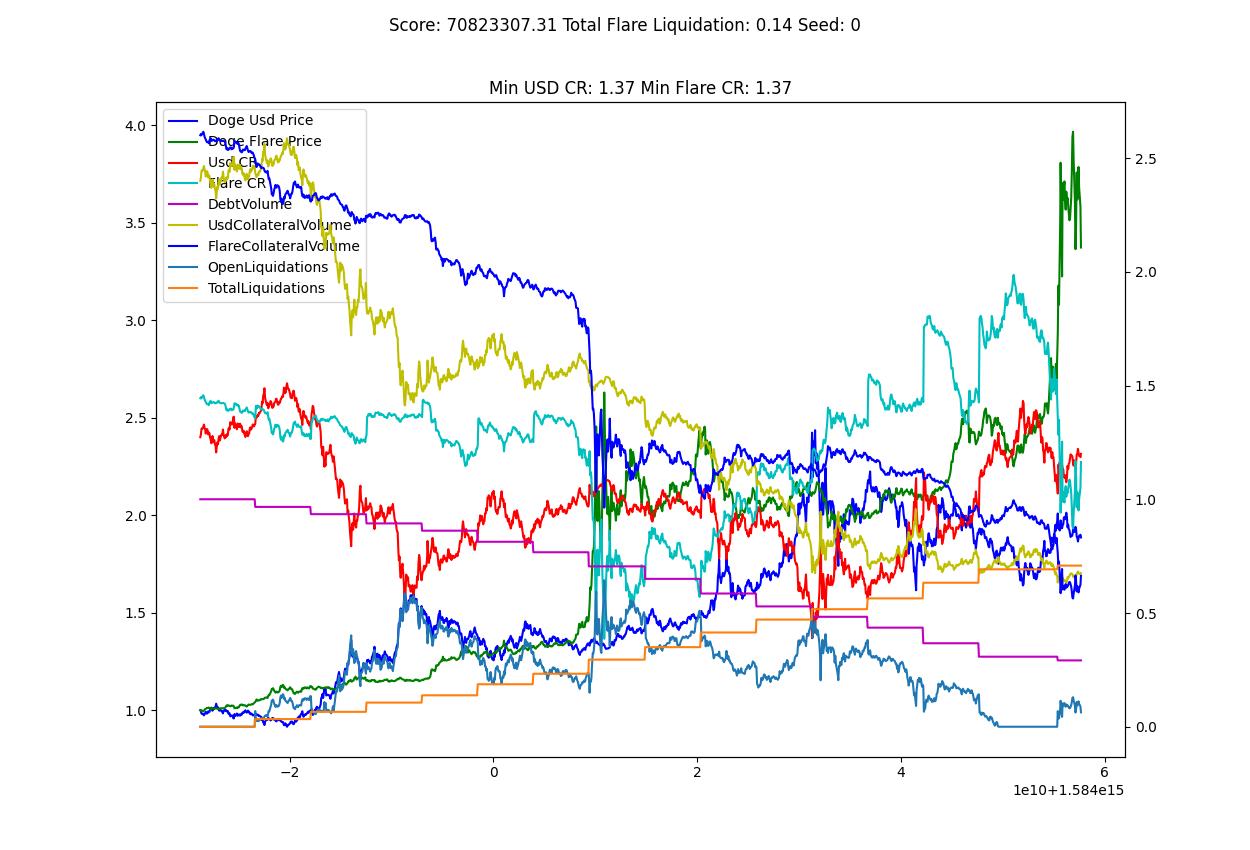 Score: 70823307.31 Total Flare Liquidation: 0.14 Seed: 0
Min USD CR: 1.37 Min Flare CR: 1.37
Doge Usd Price
Doge Flare Price
Usd CR
Flare CR
DebtVolume
UsdCollateralVolume
FlareCollateralVolume
OpenLiquidations
TotalLiquidations
4.0
3.5
3.0
2.5
2.0
1.5
1.0
2.5
2.0
1.5
1.0
0.5
0.0
−2
0
2
4
6
1e10+1.584e15